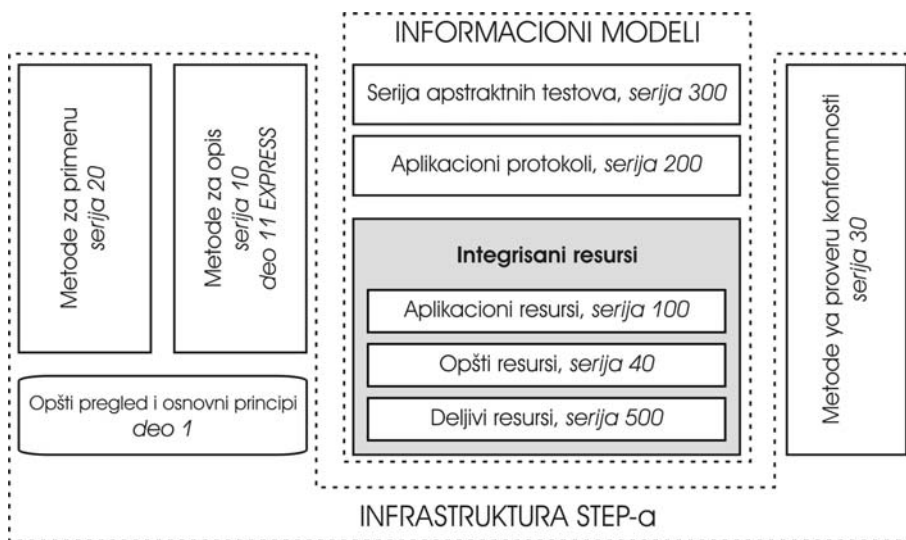 INFORMACIONI MODELI
Serija apstraktnih testova, serija 300
Aplikacioni protokoli, serija 200
Integrisani resursi
Aplikacioni resursi, serija 100
Opšti resursi, serija 40
Deljivi resursi, serija 500
Metode za primenu
serija 20
Metode za opis
serija 10
deo 11 EXPRESS
Opšti pregled i osnovni principi
deo 1
Metode ya proveru konformnosti
serija 30
INFRASTRUKTURA STEP-a